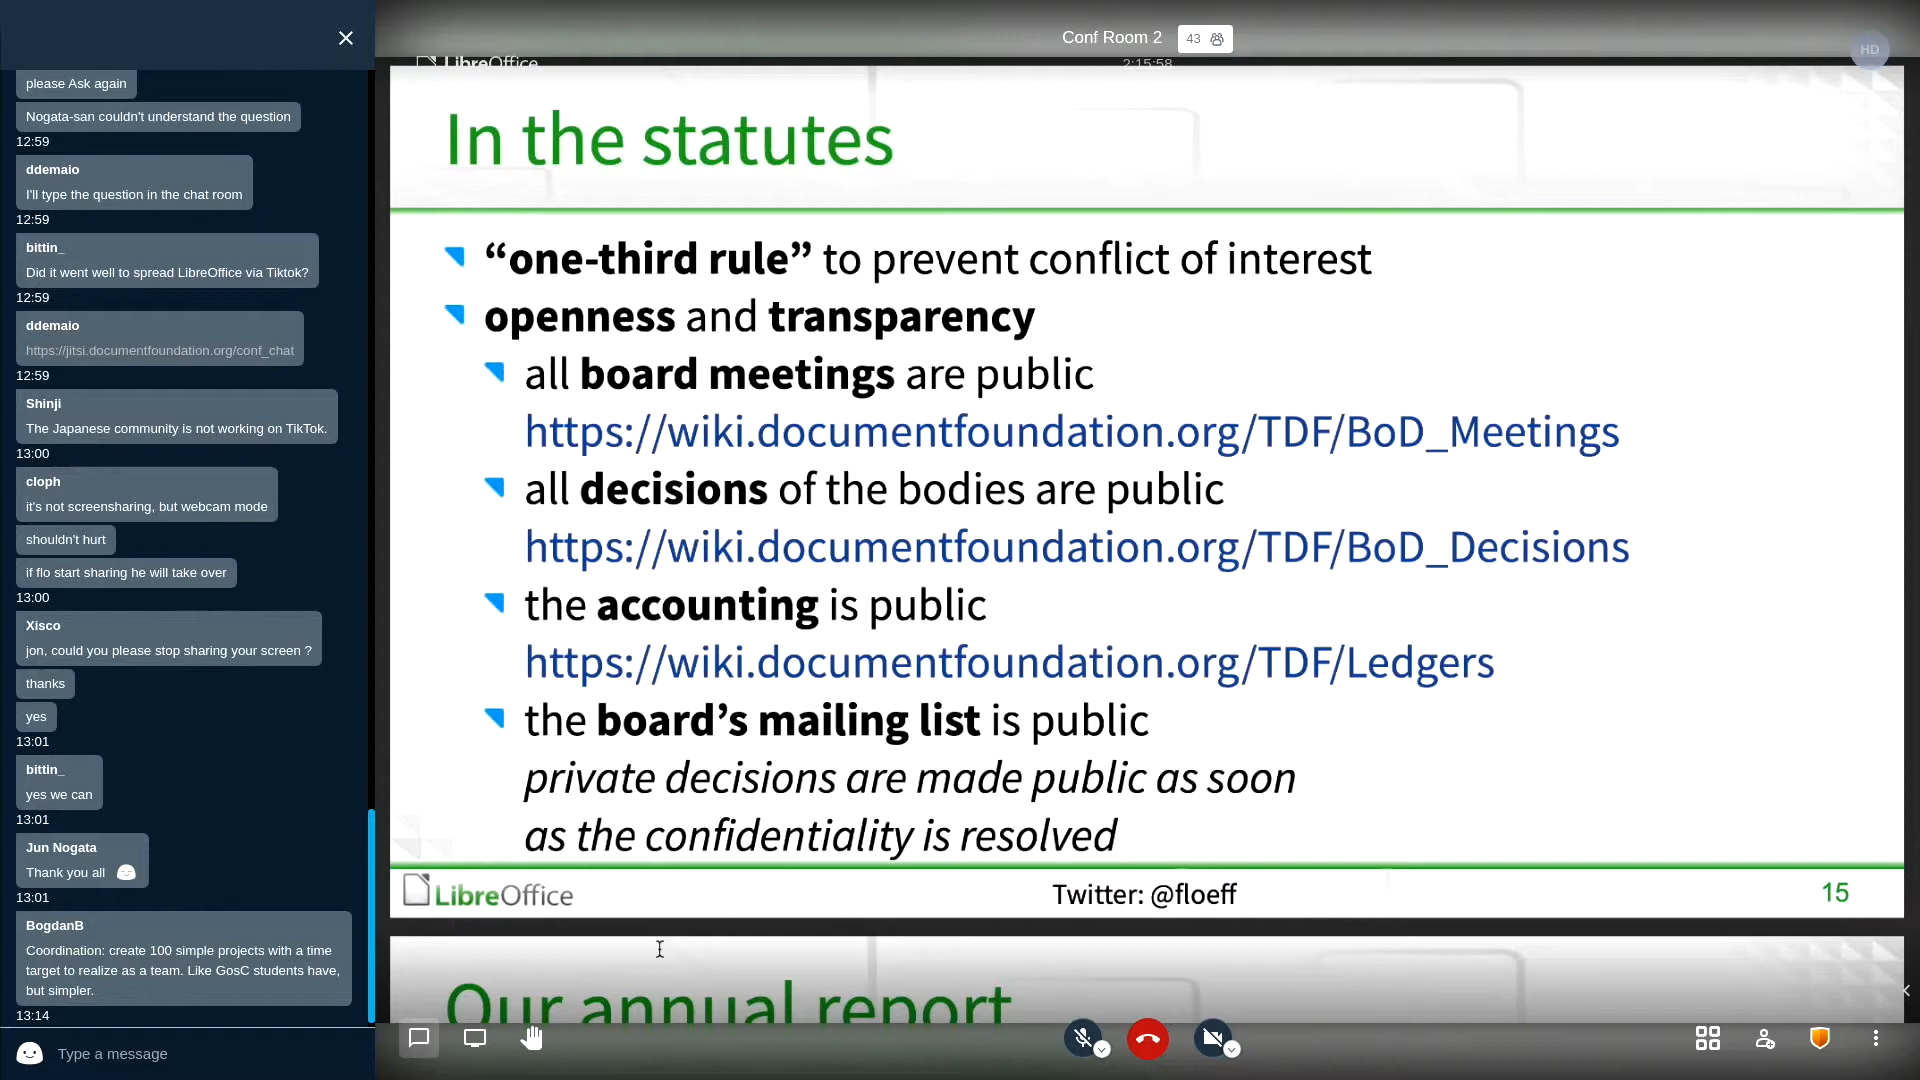 please Ask again
Nogata-san couldn't understand the question
12:59
ddemaio
I'll type the question in the chat room
12:59
bittin_
Did it went well to spread LibreOffice via Tiktok?
12:59
ddemaio
https://jitsi.documentfoundation.org/conf_chat
12:59
Shinji
The Japanese community is not working on TikTok.
13:00
cloph
it's not screensharing, but webcam mode
shouldn't hurt
if flo start sharing he will take over
13:00
Xisco
jon, could you please stop sharing your screen ?
thanks
yes
13:01
bittin_
yes we can
13:01
Jun Nogata
Thank you all
13:01
BogdanB
Coordination: create 100 simple projects with a time
target to realize as a team. Like GosC students have,
but simpler.
13:14
Type a message
Conf Room 2 43
HD
LibreOffice
2:15:58
In the statutes
“one-third rule” to prevent conflict of interest
openness and transparency
all board meetings are public
https://wiki.documentfoundation.org/TDF/BoD_Meetings
all decisions of the bodies are public
https://wiki.documentfoundation.org/TDF/BoD_Decisions
the accounting is public
https://wiki.documentfoundation.org/TDF/Ledgers
the board’s mailing list is public
private decisions are made public as soon
as the confidentiality is resolved
LibreOffice Twitter: @floeff 15
Our annual report